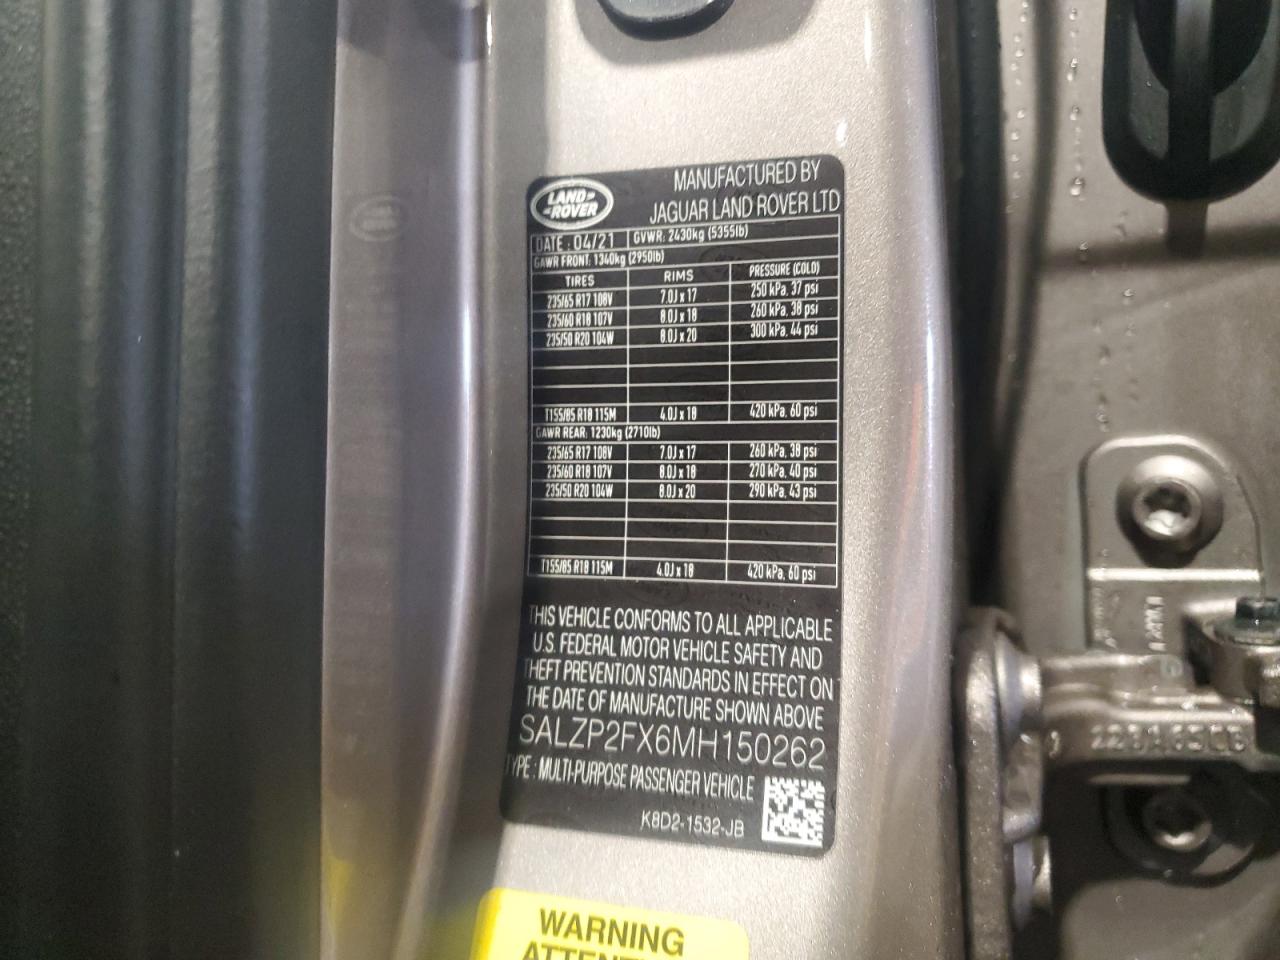 LAND ROVER
MANUFACTURED BY
JAGUAR LAND ROVER LTD
DATE : 04/21 GVWR: 2430kg (5355lb)
GAWR FRONT: 1340kg (2950lb)
TIRES RIMS PRESSURE (COLD)
235/65 R17 108V 7.0J x 17 250 kPa, 37 psi
235/60 R18 107V 8.0J x 18 260 kPa, 38 psi
235/50 R20 104W 8.0J x 20 300 kPa, 44 psi
T155/85 R18 115M 4.0J x 18 420 kPa, 60 psi
GAWR REAR: 1230kg (2710lb)
235/65 R17 108V 7.0J x 17 260 kPa, 38 psi
235/60 R18 107V 8.0J x 18 270 kPa, 40 psi
235/50 R20 104W 8.0J x 20 290 kPa, 43 psi
T155/85 R18 115M 4.0J x 18 420 kPa, 60 psi
THIS VEHICLE CONFORMS TO ALL APPLICABLE
U.S. FEDERAL MOTOR VEHICLE SAFETY AND
THEFT PREVENTION STANDARDS IN EFFECT ON
THE DATE OF MANUFACTURE SHOWN ABOVE
SALZP2FX6MH150262
TYPE : MULTI-PURPOSE PASSENGER VEHICLE
K8D2-1532-JB
WARNING